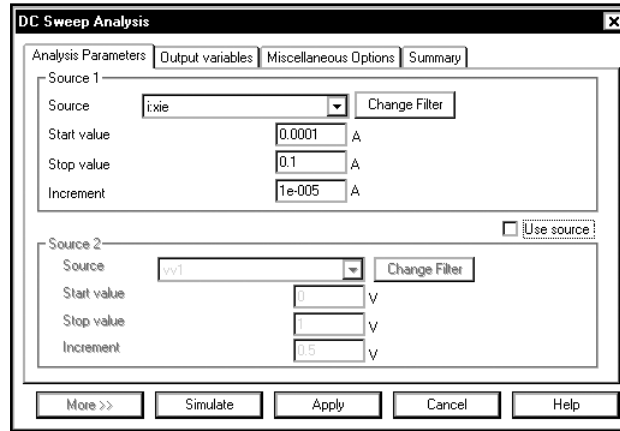 DC Sweep Analysis
Analysis Parameters Output variables Miscellaneous Options Summary
Source 1
Source i:xie Change Filter
Start value 0.0001 A
Stop value 0.1 A
Increment 1e-005 A
Use source
Source 2
Source vv1 Change Filter
Start value 0 V
Stop value 1 V
Increment 0.5 V
More >> Simulate Apply Cancel Help